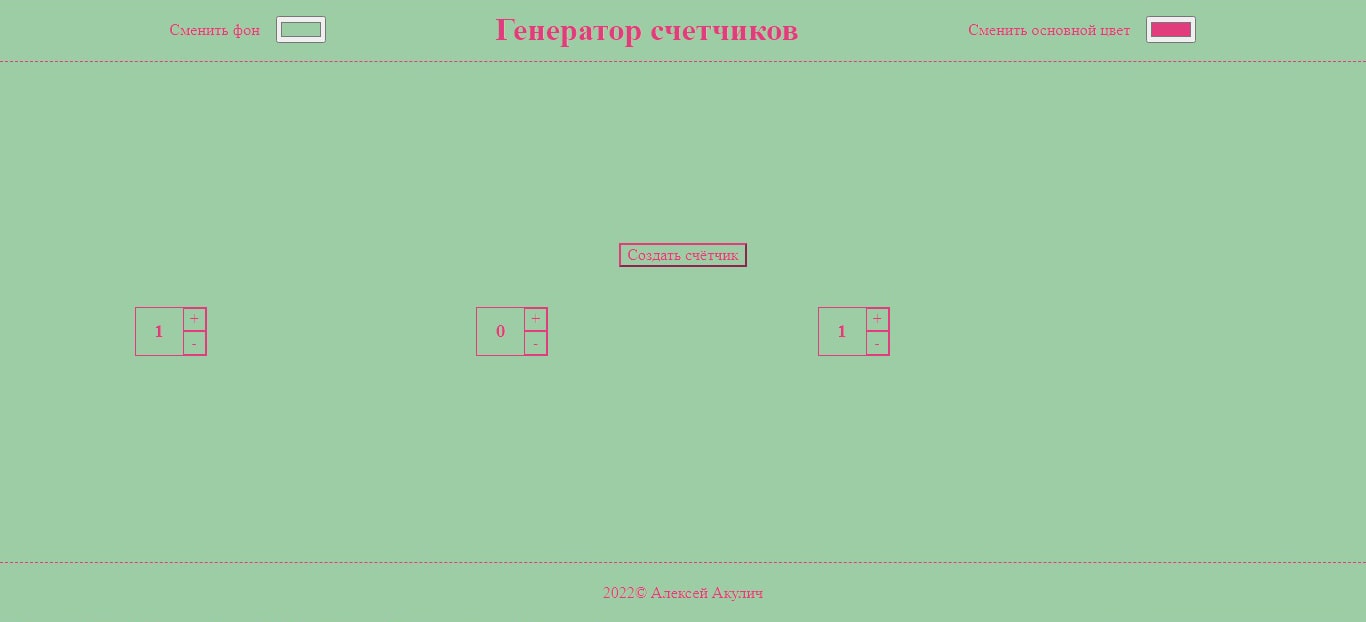 Сменить фон
Генератор счетчиков
Сменить основной цвет
Создать счётчик
1 + -
0 + -
1 + -
2022© Алексей Акулич